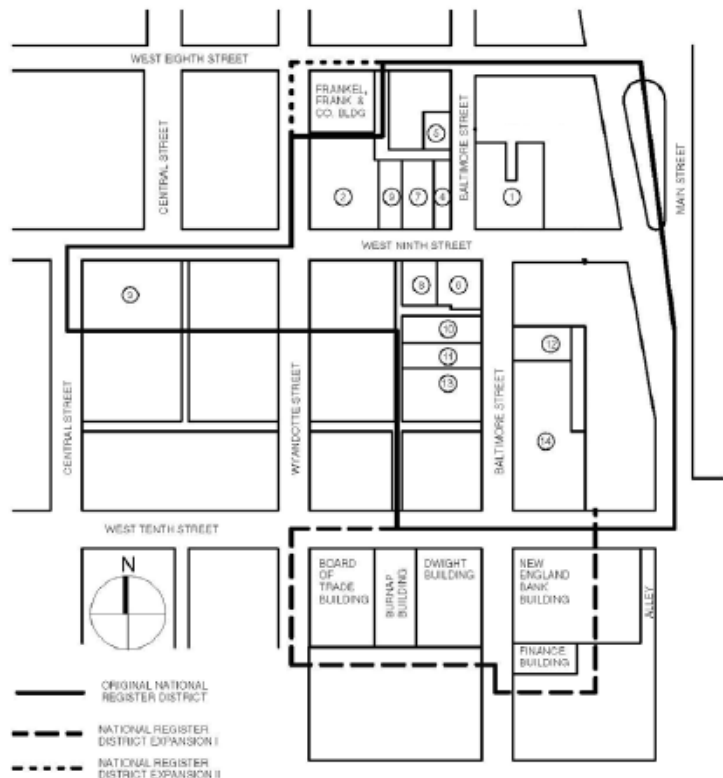 WEST EIGHTH STREET
FRANKEL,
FRANK &
CO. BLDG
CENTRAL STREET
BALTIMORE STREET
MAIN STREET
5
2
9
7
4
1
WEST NINTH STREET
3
8
6
10
11
12
13
14
CENTRAL STREET
WYANDOTTE STREET
BALTIMORE STREET
WEST TENTH STREET
N
BOARD
OF
TRADE
BUILDING
BURNAP
BUILDING
DWIGHT
BUILDING
NEW
ENGLAND
BANK
BUILDING
ALLEY
FINANCE
BUILDING
ORIGINAL NATIONAL
REGISTER DISTRICT
NATIONAL REGISTER
DISTRICT EXPANSION I
NATIONAL REGISTER
DISTRICT EXPANSION II